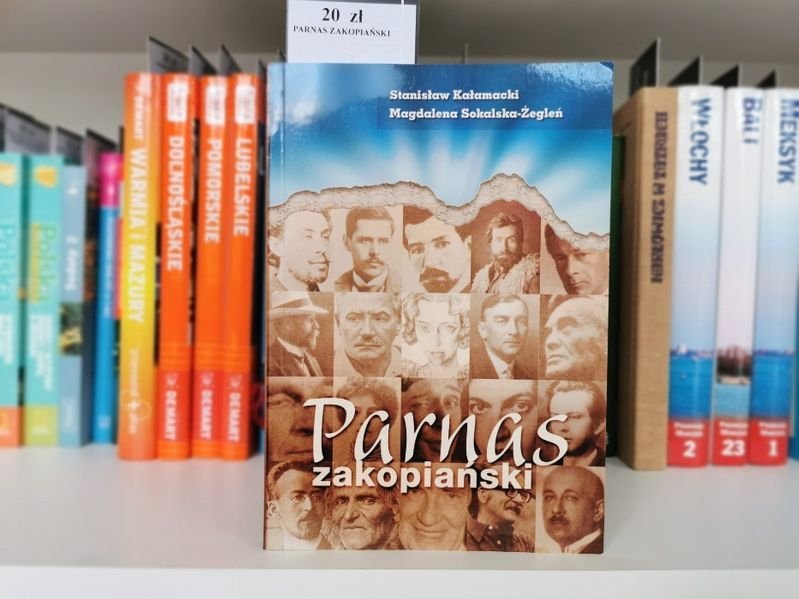 20 zł
PARNAS ZAKOPIAŃSKI
Stanisław Kałamacki
Magdalena Sokalska-Żegleń
Parnas
zakopiański
WARMIA I MAZURY
DOLNOŚLĄSKIE
DEMART
POMORSKIE
DEMART
LUBELSKIE
DEMART
Polska
WŁOCHY
2
BALI
23
MEKSYK
1